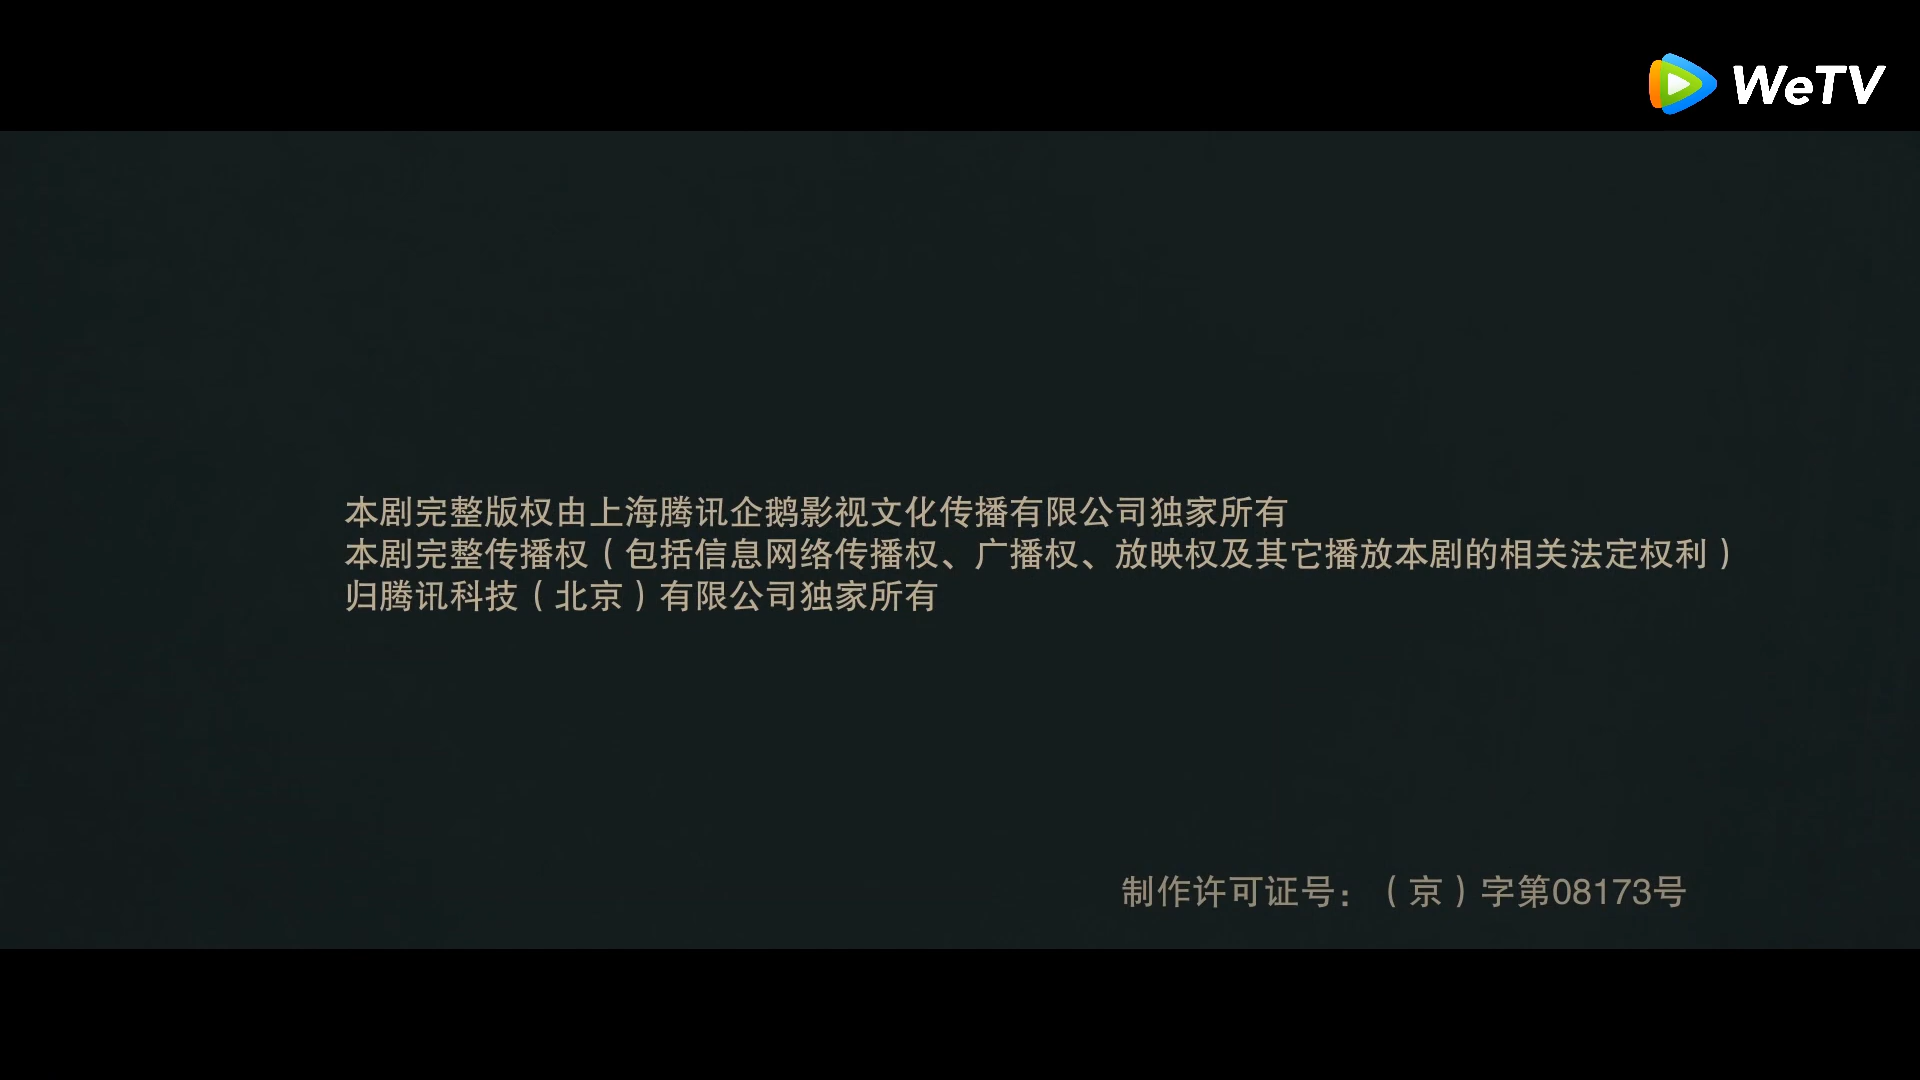 WeTV
本剧完整版权由上海腾讯企鹅影视文化传播有限公司独家所有
本剧完整传播权（包括信息网络传播权、广播权、放映权及其它播放本剧的相关法定权利）
归腾讯科技（北京）有限公司独家所有
制作许可证号：（京）字第08173号